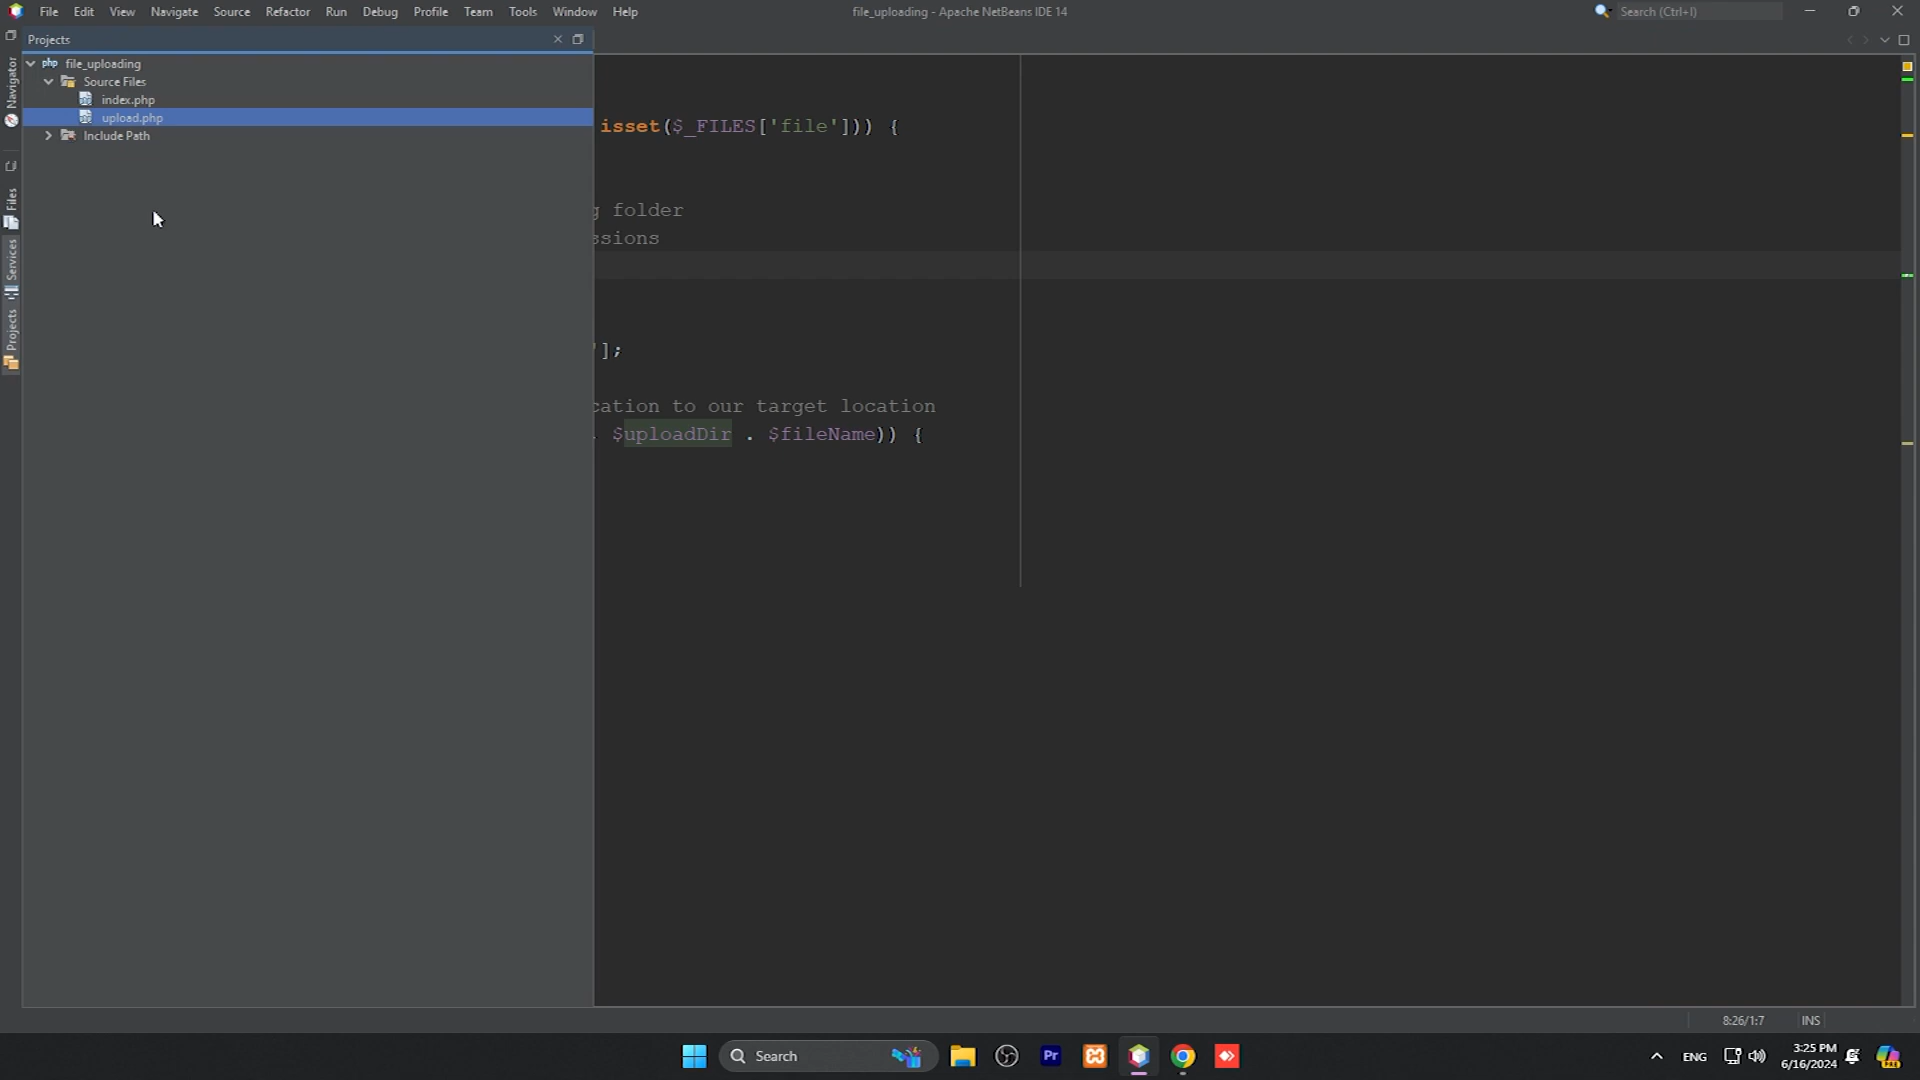 File Edit View Navigate Source Refactor Run Debug Profile Team Tools Window Help
file_uploading - Apache NetBeans IDE 14
Search (Ctrl+I)
Projects
Navigator
Files
Services
Projects
php file_uploading
Source Files
index.php
upload.php
Include Path
isset($_FILES['file'])) {
g folder
ssions
'];
cation to our target location
. $uploadDir . $fileName)) {
8:26/1:7 INS
Search
Pr
ENG
3:25 PM
6/16/2024
PRE